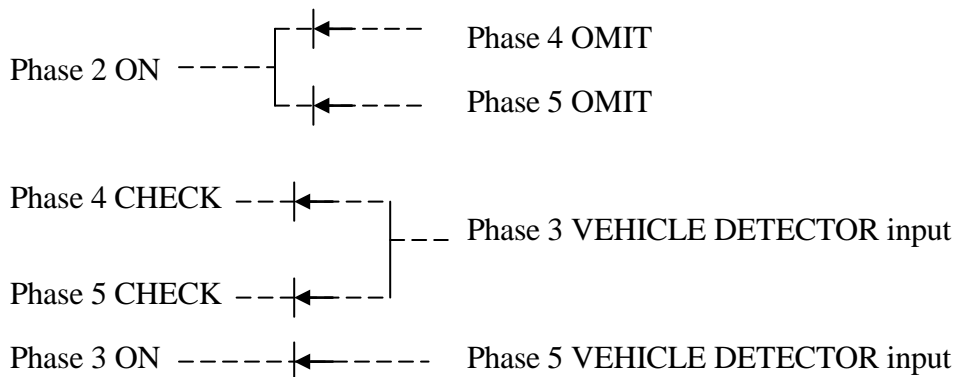 Phase 4 OMIT
Phase 2 ON
Phase 5 OMIT
Phase 4 CHECK
Phase 3 VEHICLE DETECTOR input
Phase 5 CHECK
Phase 3 ON
Phase 5 VEHICLE DETECTOR input